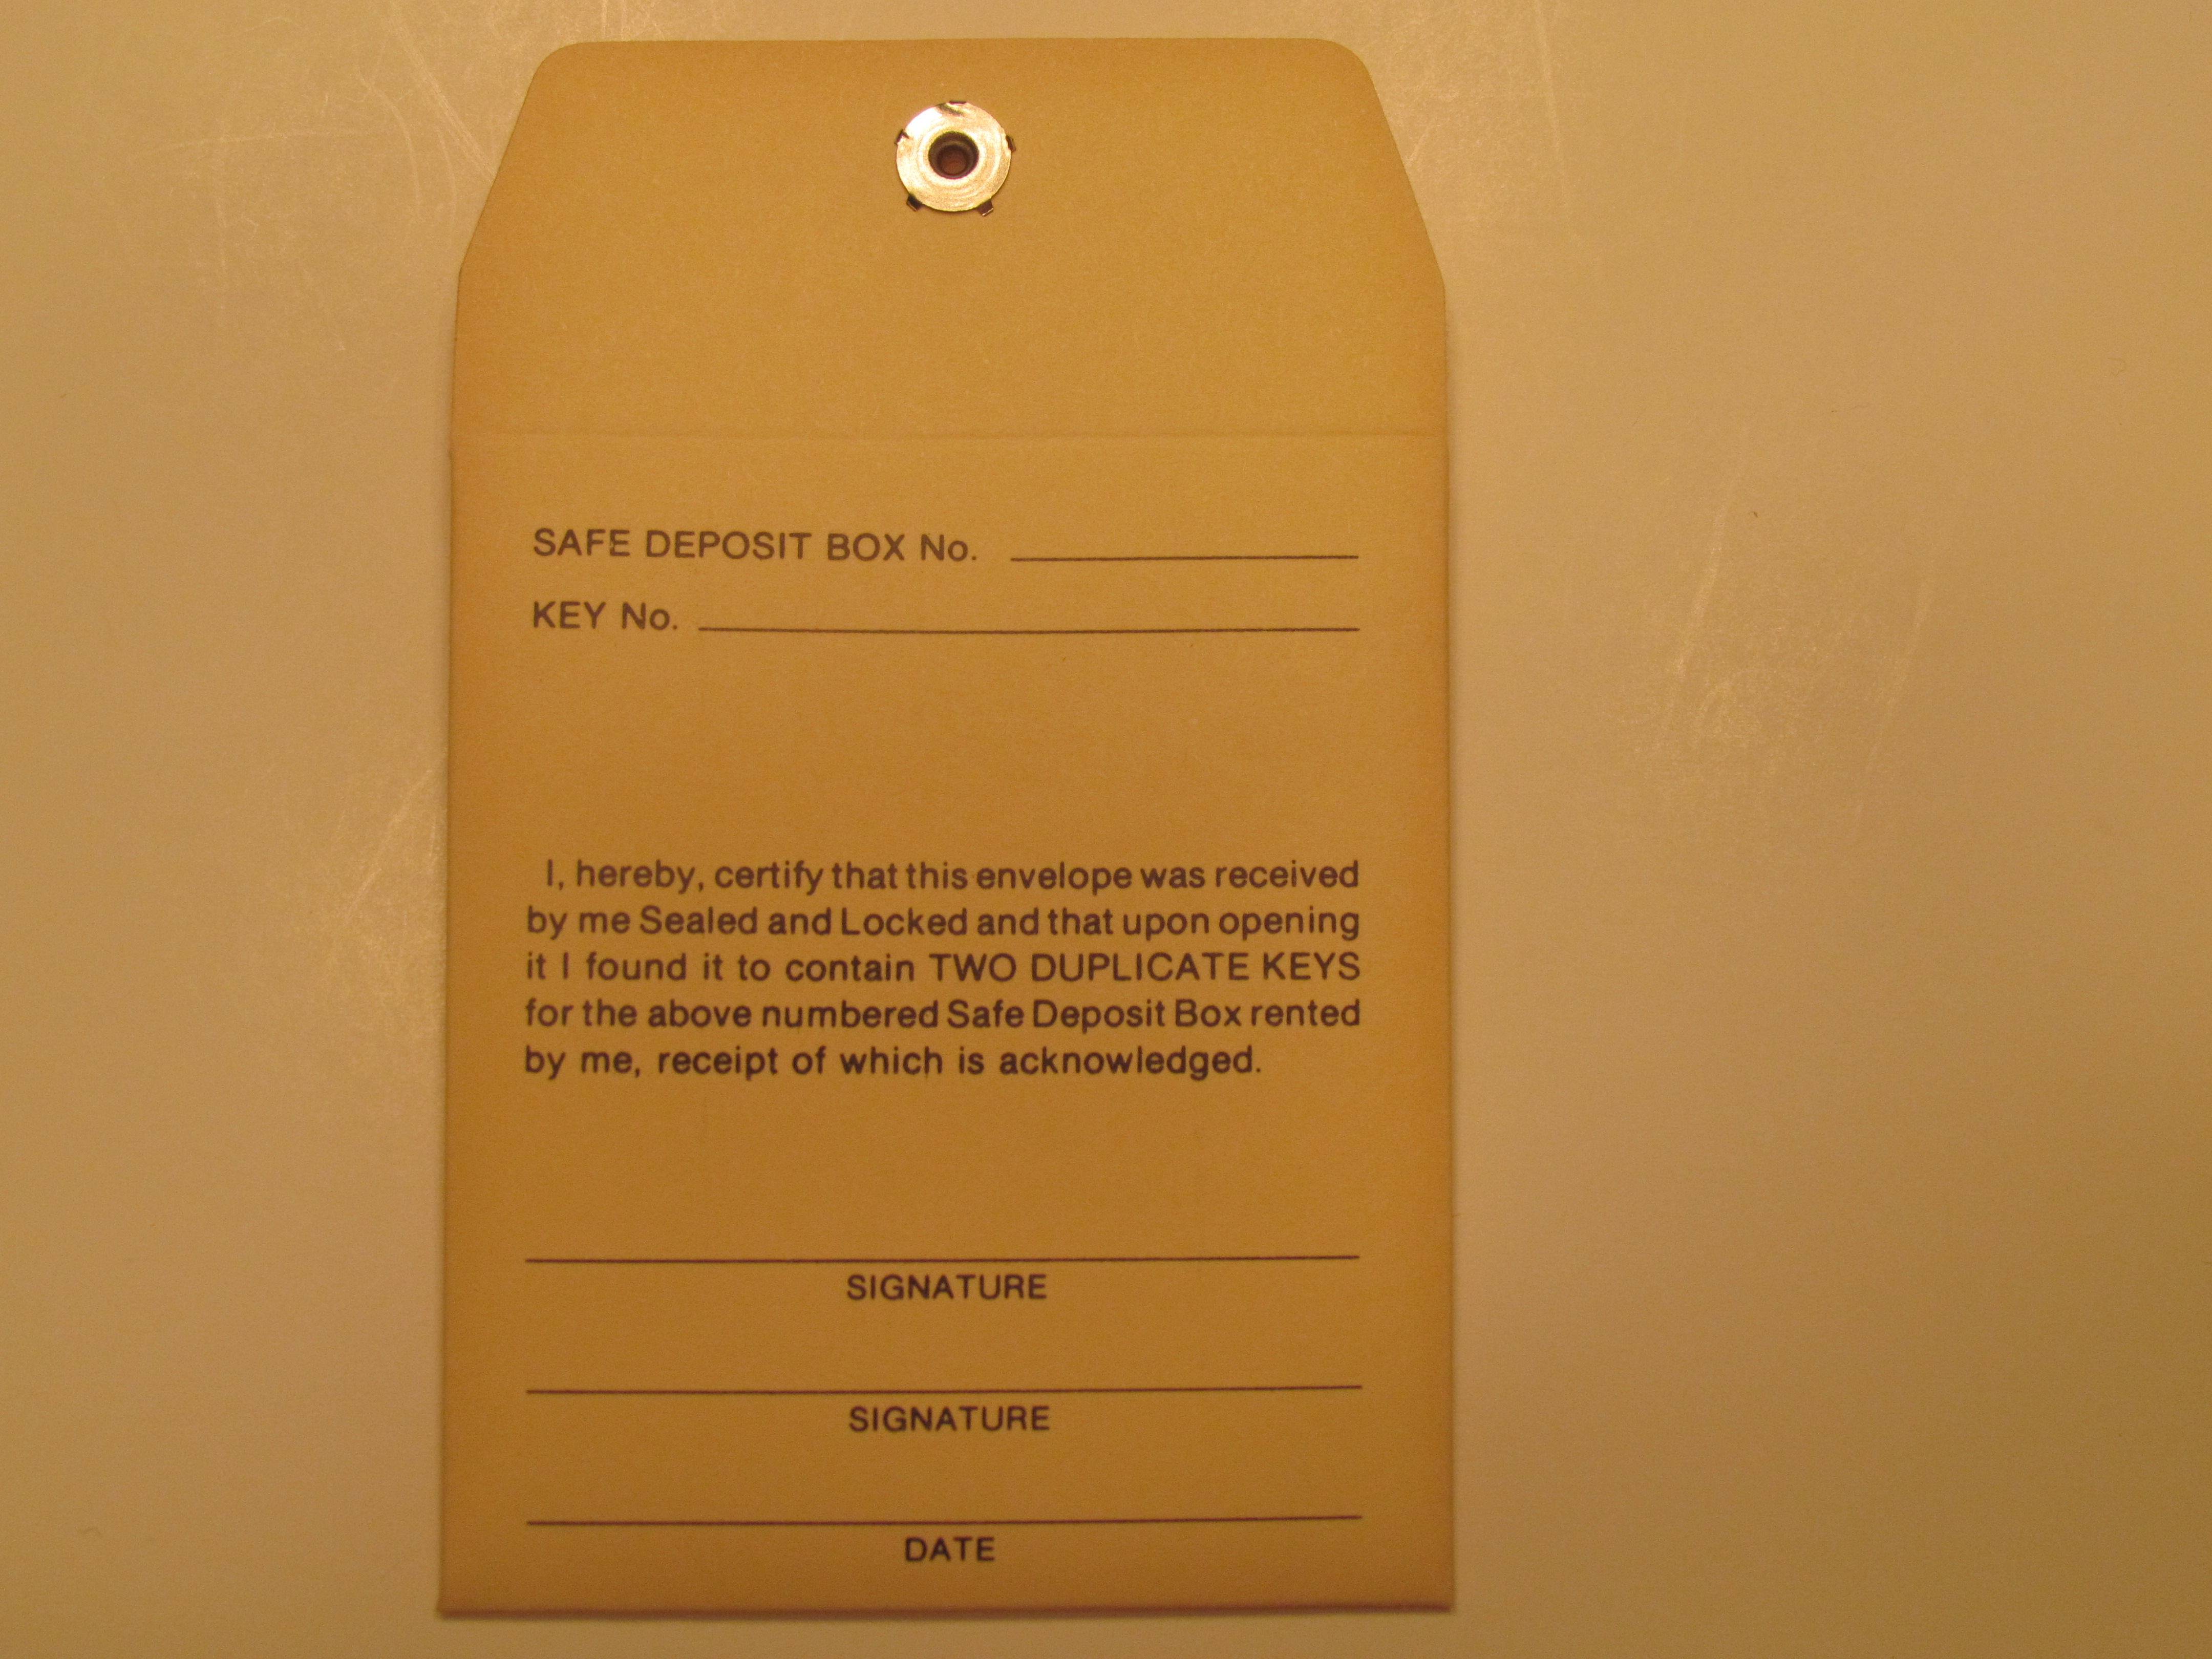 SAFE DEPOSIT BOX No.
KEY No.
I, hereby, certify that this envelope was received
by me Sealed and Locked and that upon opening
it I found it to contain TWO DUPLICATE KEYS
for the above numbered Safe Deposit Box rented
by me, receipt of which is acknowledged.
SIGNATURE
SIGNATURE
DATE